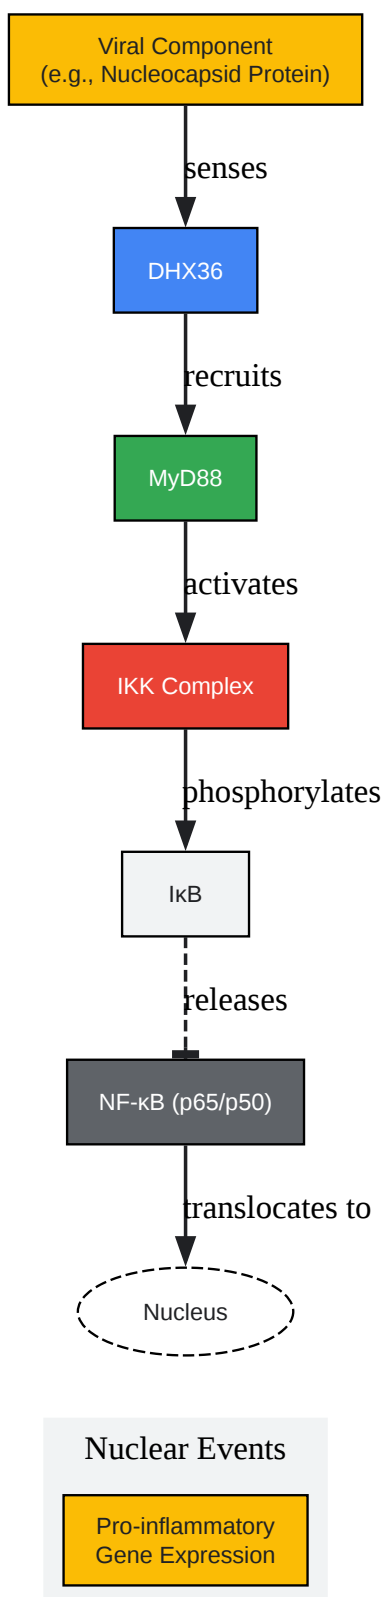 Viral Component
(e.g., Nucleocapsid Protein)
senses
DHX36
recruits
MyD88
activates
IKK Complex
phosphorylates
IκB
releases
NF-κB (p65/p50)
translocates to
Nucleus
Nuclear Events
Pro-inflammatory
Gene Expression